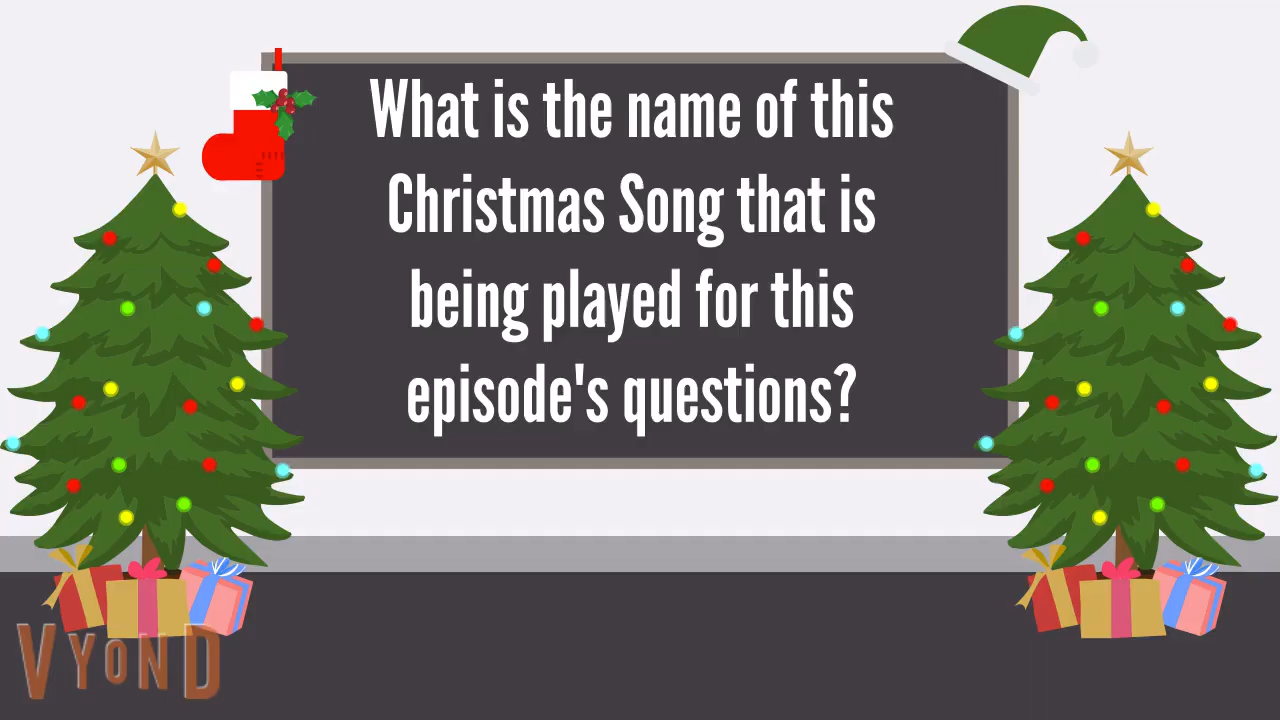 What is the name of this
Christmas Song that is
being played for this
episode's questions?
VYOND